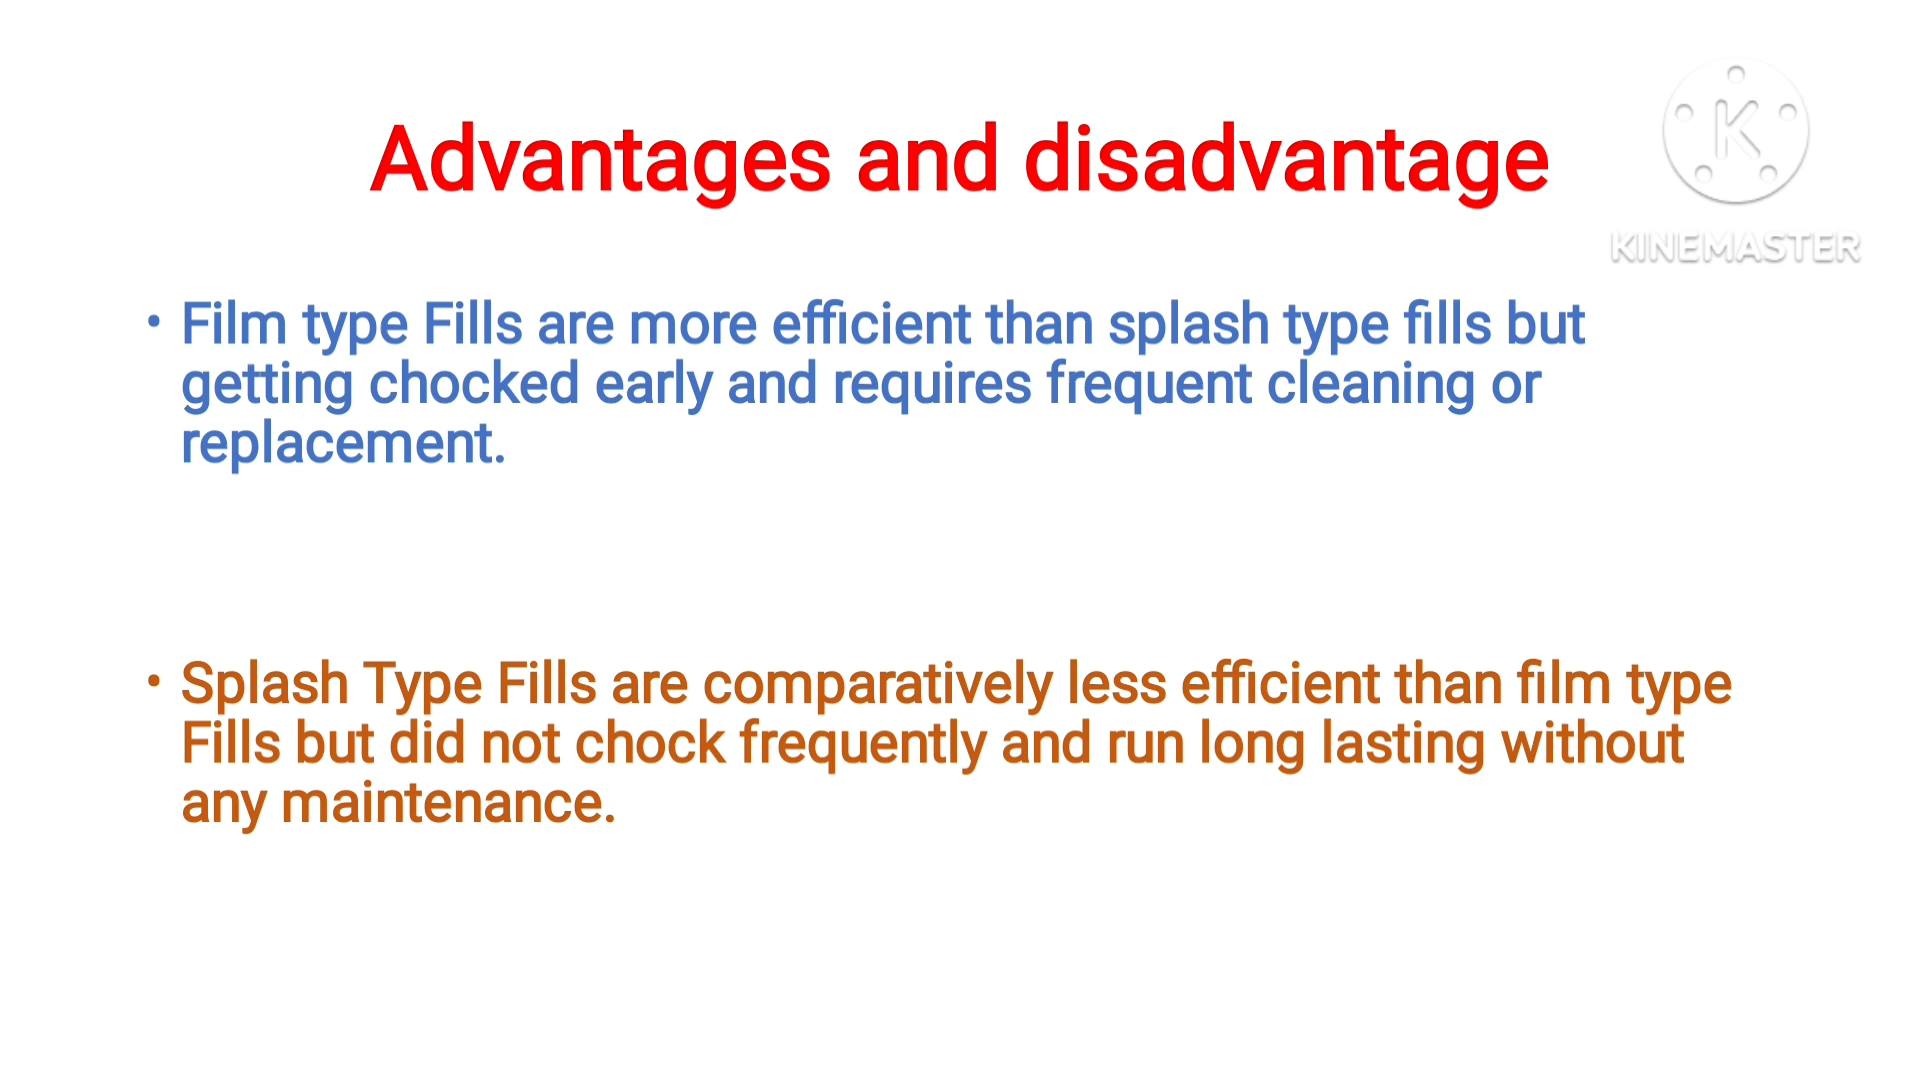 Advantages and disadvantage
K
KINEMASTER
• Film type Fills are more efficient than splash type fills but
getting chocked early and requires frequent cleaning or
replacement.
• Splash Type Fills are comparatively less efficient than film type
Fills but did not chock frequently and run long lasting without
any maintenance.